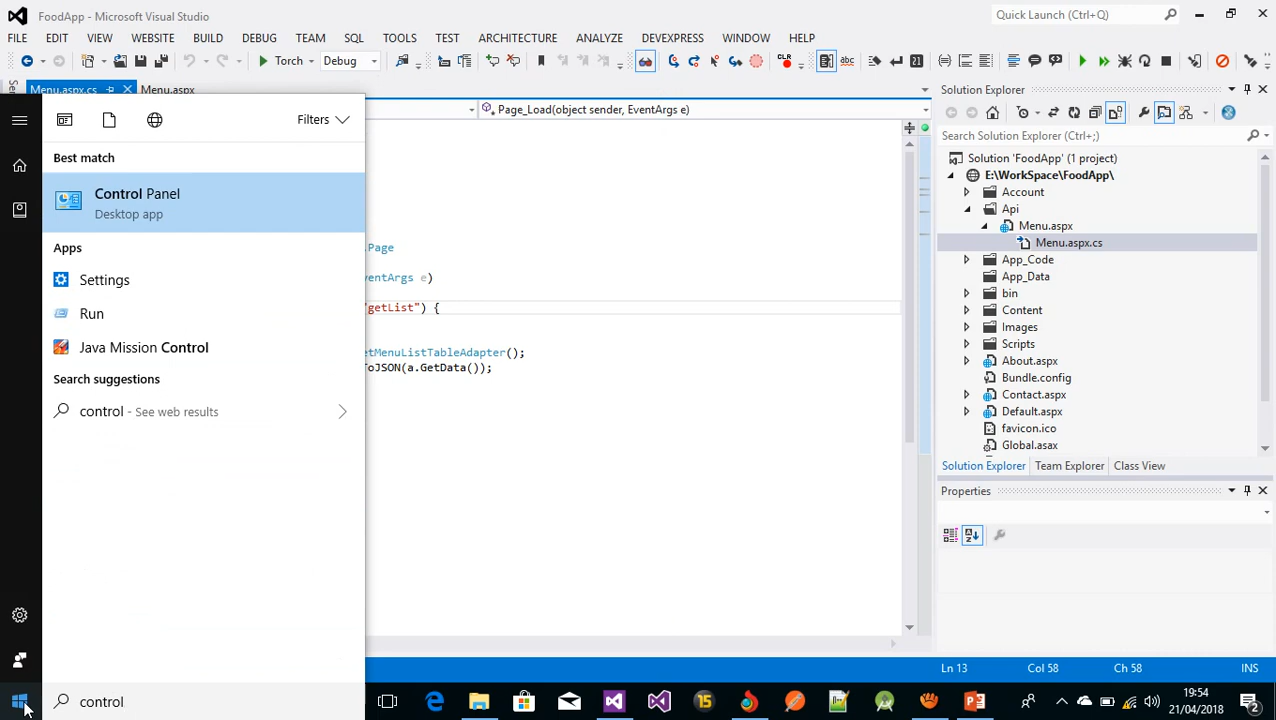 FoodApp - Microsoft Visual Studio
Quick Launch (Ctrl+Q)
FILE EDIT VIEW WEBSITE BUILD DEBUG TEAM SQL TOOLS TEST ARCHITECTURE ANALYZE DEVEXPRESS WINDOW HELP
Torch Debug
Menu.aspx.cs Menu.aspx
Page_Load(object sender, EventArgs e)
Filters
Best match
Control Panel
Desktop app
Apps
Settings
Run
Java Mission Control
Search suggestions
control - See web results
control
.Page
ventArgs e)
"getList") {
etMenuListTableAdapter();
oJSON(a.GetData());
Solution Explorer
Search Solution Explorer (Ctrl+;)
Solution 'FoodApp' (1 project)
E:\WorkSpace\FoodApp\
Account
Api
Menu.aspx
Menu.aspx.cs
App_Code
App_Data
bin
Content
Images
Scripts
About.aspx
Bundle.config
Contact.aspx
Default.aspx
favicon.ico
Global.asax
Solution Explorer Team Explorer Class View
Properties
Ln 13 Col 58 Ch 58 INS
19:54
21/04/2018
2